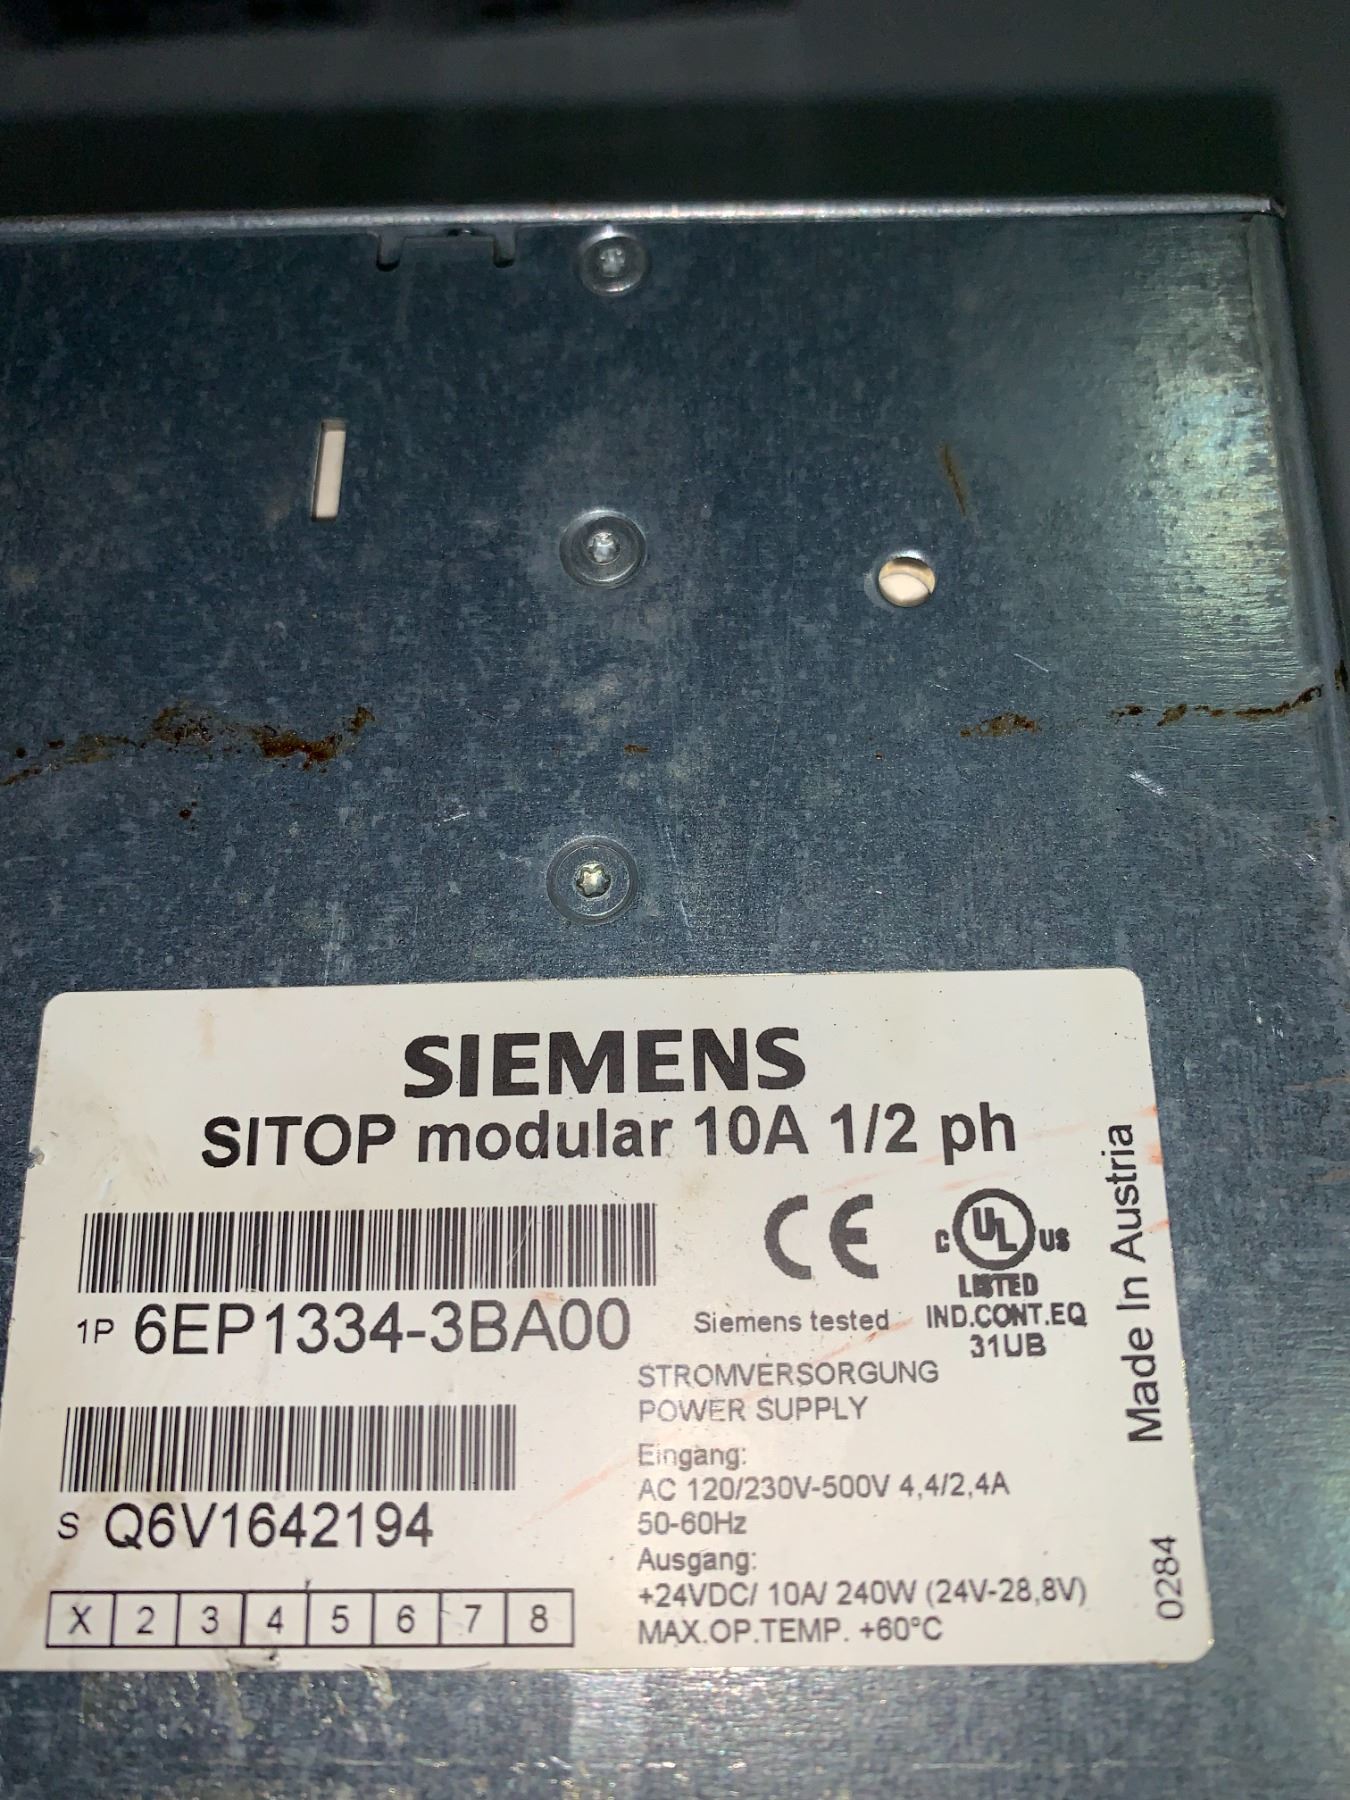 SIEMENS
SITOP modular 10A 1/2 ph
1P 6EP1334-3BA00
S Q6V1642194
X 2 3 4 5 6 7 8
CE
Siemens tested
C UL US
LISTED
IND.CONT.EQ
31UB
STROMVERSORGUNG
POWER SUPPLY
Eingang:
AC 120/230V-500V 4,4/2,4A
50-60Hz
Ausgang:
+24VDC/ 10A/ 240W (24V-28,8V)
MAX.OP.TEMP. +60°C
Made In Austria
0284